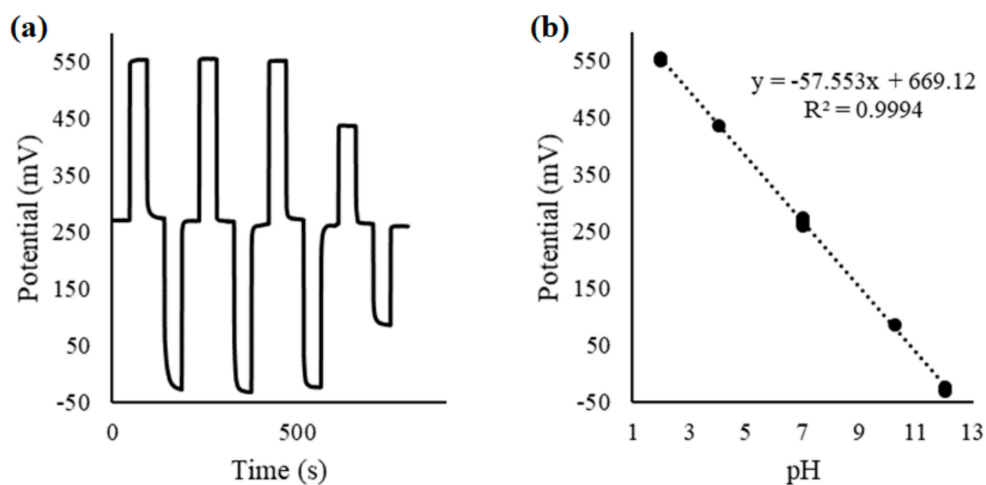 (a)
550
450
350
250
150
50
-50
Potential (mV)
0 500
Time (s)
(b)
550
450
350
250
150
50
-50
Potential (mV)
y = -57.553x + 669.12
R² = 0.9994
1 3 5 7 9 11 13
pH